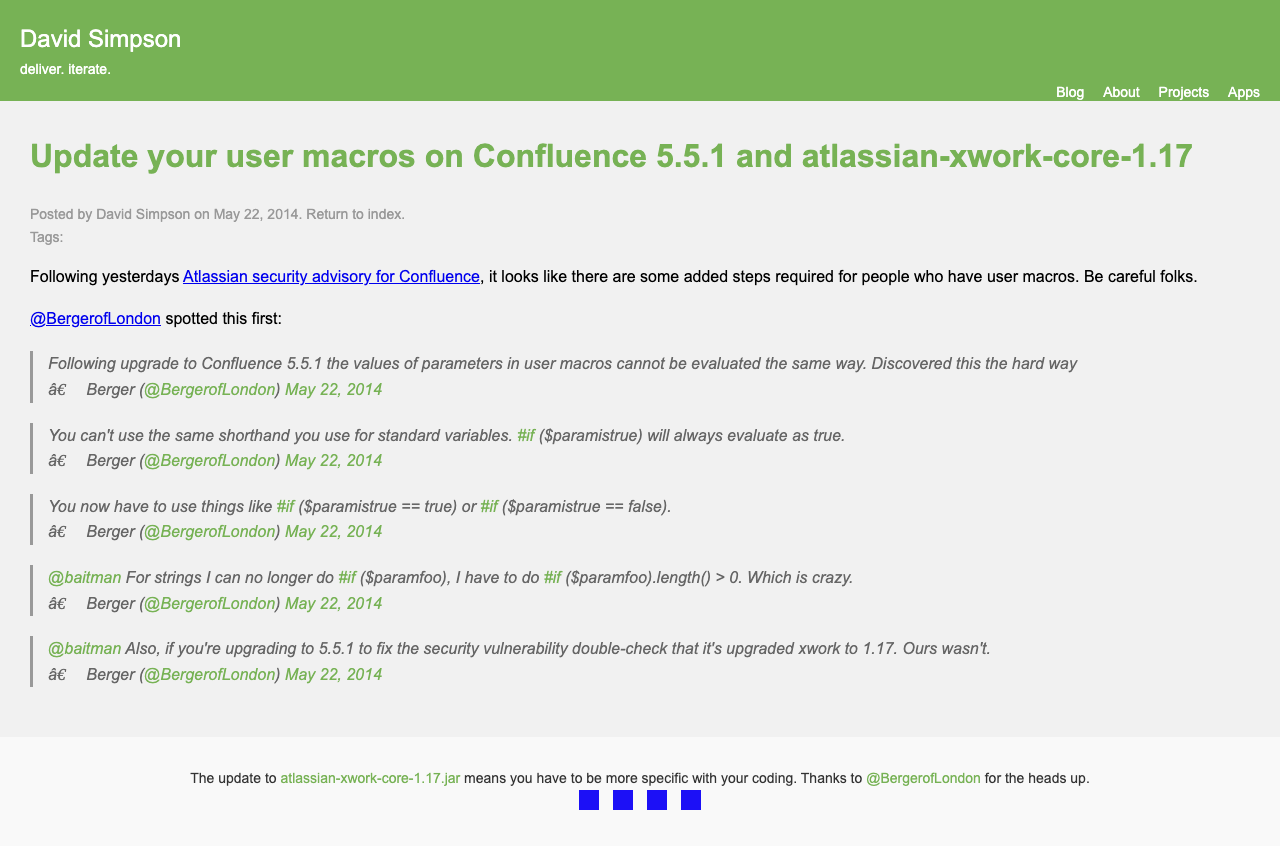 David Simpson
deliver. iterate.
Blog About Projects Apps
Update your user macros on Confluence 5.5.1 and atlassian-xwork-core-1.17
Posted by David Simpson on May 22, 2014. Return to index.
Tags:
Following yesterdays Atlassian security advisory for Confluence, it looks like there are some added steps required for people who have user macros. Be careful folks.
@BergerofLondon spotted this first:
Following upgrade to Confluence 5.5.1 the values of parameters in user macros cannot be evaluated the same way. Discovered this the hard way
â€ Berger (@BergerofLondon) May 22, 2014
You can't use the same shorthand you use for standard variables. #if ($paramistrue) will always evaluate as true.
â€ Berger (@BergerofLondon) May 22, 2014
You now have to use things like #if ($paramistrue == true) or #if ($paramistrue == false).
â€ Berger (@BergerofLondon) May 22, 2014
@baitman For strings I can no longer do #if ($paramfoo), I have to do #if ($paramfoo).length() > 0. Which is crazy.
â€ Berger (@BergerofLondon) May 22, 2014
@baitman Also, if you're upgrading to 5.5.1 to fix the security vulnerability double-check that it's upgraded xwork to 1.17. Ours wasn't.
â€ Berger (@BergerofLondon) May 22, 2014
The update to atlassian-xwork-core-1.17.jar means you have to be more specific with your coding. Thanks to @BergerofLondon for the heads up.